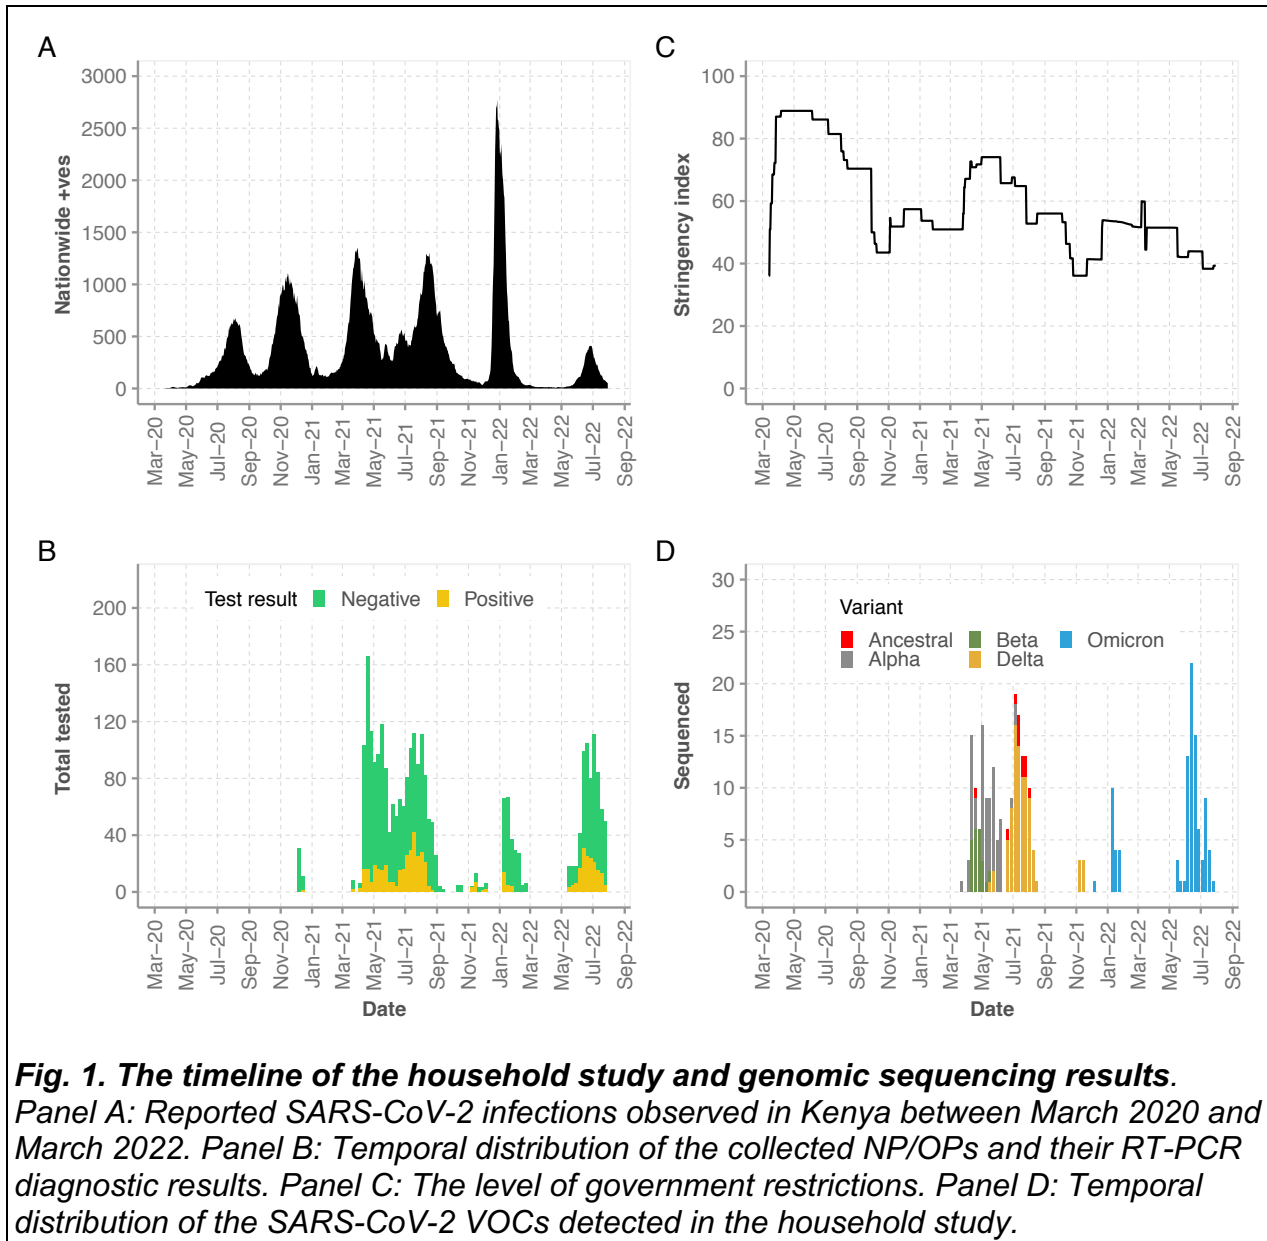 A
Nationwide +ves
3000
2500
2000
1500
1000
500
0
Mar−20
May−20
Jul−20
Sep−20
Nov−20
Jan−21
Mar−21
May−21
Jul−21
Sep−21
Nov−21
Jan−22
Mar−22
May−22
Jul−22
Sep−22
C
Stringency index
100
80
60
40
20
0
Mar−20
May−20
Jul−20
Sep−20
Nov−20
Jan−21
Mar−21
May−21
Jul−21
Sep−21
Nov−21
Jan−22
Mar−22
May−22
Jul−22
Sep−22
B
Test result Negative Positive
Total tested
200
160
120
80
40
0
Mar−20
May−20
Jul−20
Sep−20
Nov−20
Jan−21
Mar−21
May−21
Jul−21
Sep−21
Nov−21
Jan−22
Mar−22
May−22
Jul−22
Sep−22
Date
D
Variant
Ancestral Beta Omicron
Alpha Delta
Sequenced
30
25
20
15
10
5
0
Mar−20
May−20
Jul−20
Sep−20
Nov−20
Jan−21
Mar−21
May−21
Jul−21
Sep−21
Nov−21
Jan−22
Mar−22
May−22
Jul−22
Sep−22
Date
Fig. 1. The timeline of the household study and genomic sequencing results.
Panel A: Reported SARS-CoV-2 infections observed in Kenya between March 2020 and
March 2022. Panel B: Temporal distribution of the collected NP/OPs and their RT-PCR
diagnostic results. Panel C: The level of government restrictions. Panel D: Temporal
distribution of the SARS-CoV-2 VOCs detected in the household study.